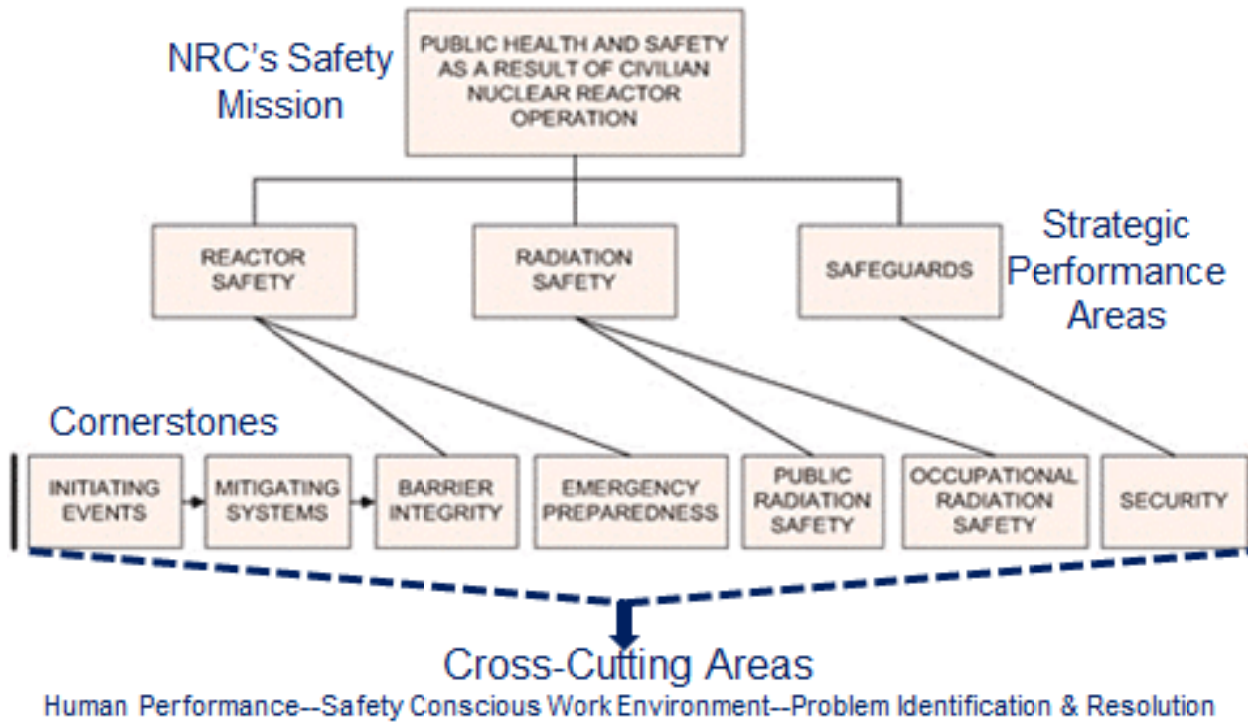 NRC's Safety
Mission
PUBLIC HEALTH AND SAFETY
AS A RESULT OF CIVILIAN
NUCLEAR REACTOR
OPERATION
REACTOR
SAFETY
RADIATION
SAFETY
SAFEGUARDS
Strategic
Performance
Areas
Cornerstones
INITIATING
EVENTS
MITIGATING
SYSTEMS
BARRIER
INTEGRITY
EMERGENCY
PREPAREDNESS
PUBLIC
RADIATION
SAFETY
OCCUPATIONAL
RADIATION
SAFETY
SECURITY
Cross-Cutting Areas
Human Performance--Safety Conscious Work Environment--Problem Identification & Resolution